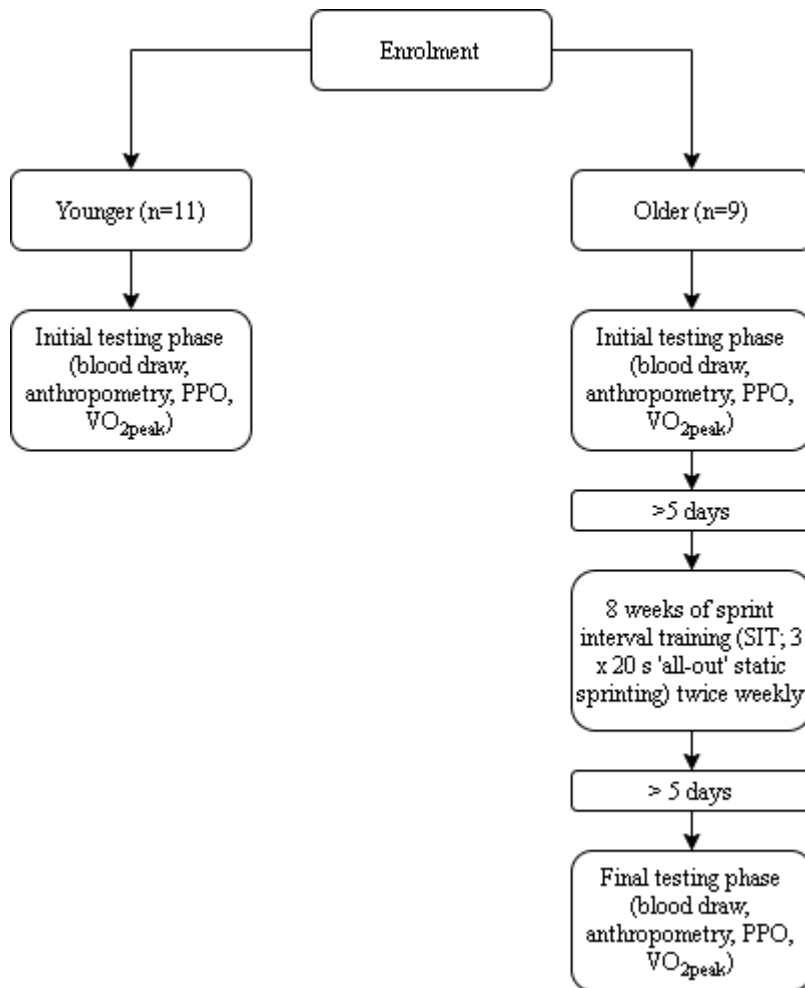 Enrolment
Younger (n=11)
Older (n=9)
Initial testing phase
(blood draw,
anthropometry, PPO,
VO2peak)
Initial testing phase
(blood draw,
anthropometry, PPO,
VO2peak)
>5 days
8 weeks of sprint
interval training (SIT; 3
x 20 s 'all-out' static
sprinting) twice weekly
> 5 days
Final testing phase
(blood draw,
anthropometry, PPO,
VO2peak)